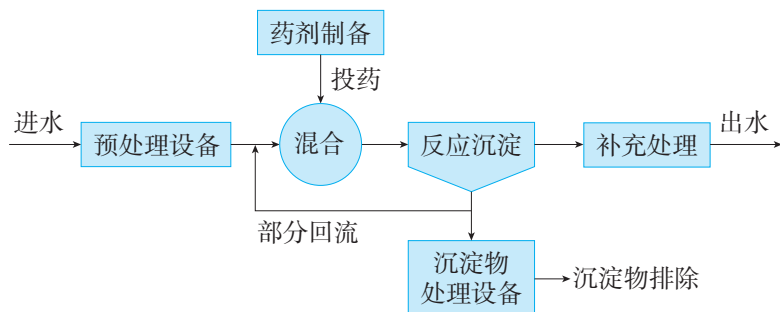 药剂制备
投药
进水
预处理设备
混合
反应沉淀
补充处理
出水
部分回流
沉淀物
处理设备
沉淀物排除